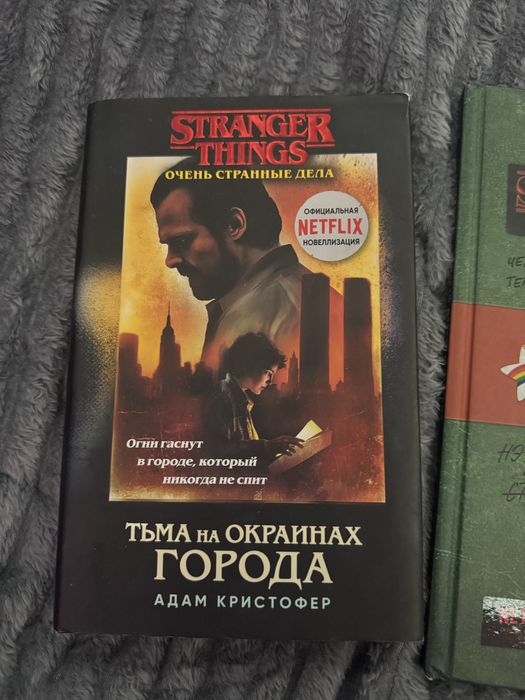 STRANGER
THINGS
ОЧЕНЬ СТРАННЫЕ ДЕЛА
ОФИЦИАЛЬНАЯ
NETFLIX
НОВЕЛЛИЗАЦИЯ
Огни гаснут
в городе, который
никогда не спит
ТЬМА НА ОКРАИНАХ
ГОРОДА
АДАМ КРИСТОФЕР